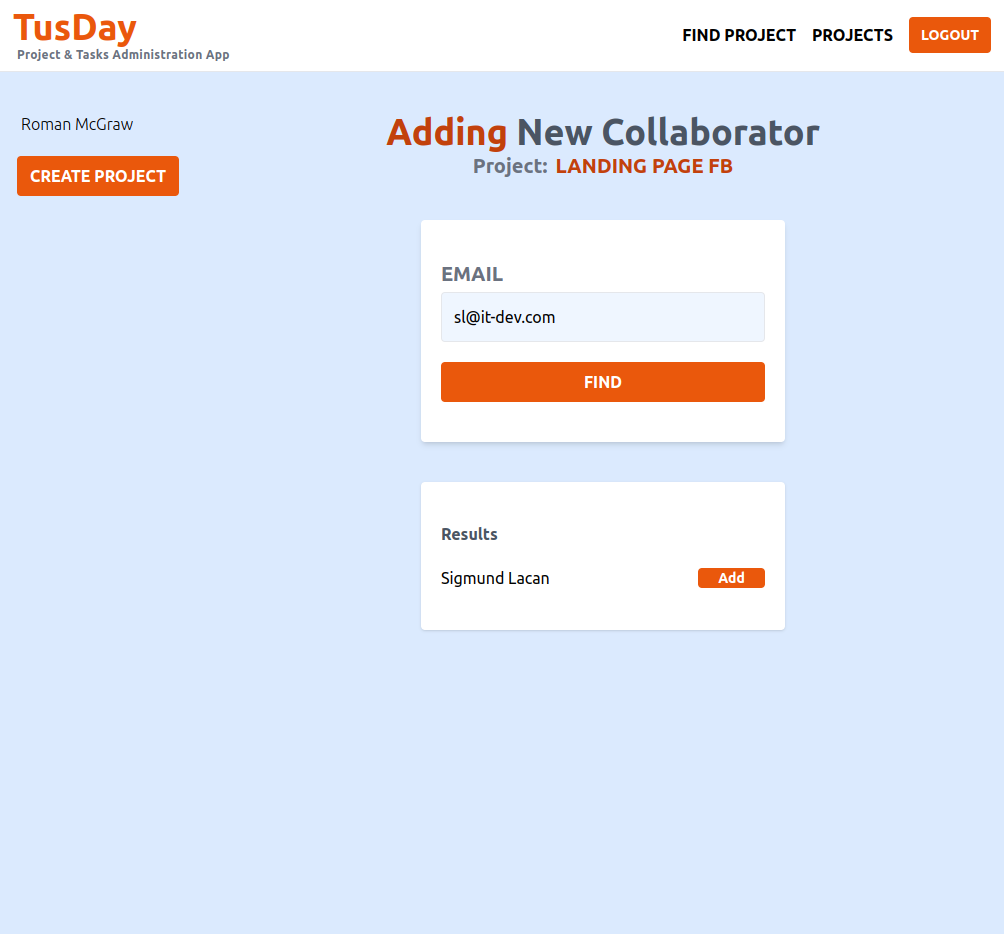 TusDay
Project & Tasks Administration App
FIND PROJECT PROJECTS LOGOUT
Roman McGraw
CREATE PROJECT
Adding New Collaborator
Project: LANDING PAGE FB
EMAIL
sl@it-dev.com
FIND
Results
Sigmund Lacan Add